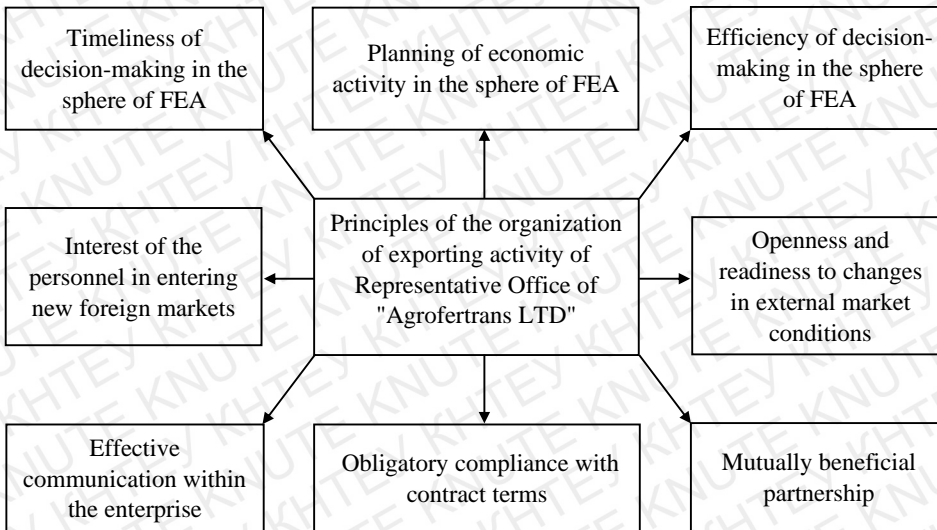 Timeliness of
decision-making in the
sphere of FEA
Planning of economic
activity in the sphere of FEA
Efficiency of decision-
making in the sphere
of FEA
Interest of the
personnel in entering
new foreign markets
Principles of the organization
of exporting activity of
Representative Office of
"Agrofertrans LTD"
Openness and
readiness to changes
in external market
conditions
Effective
communication within
the enterprise
Obligatory compliance with
contract terms
Mutually beneficial
partnership